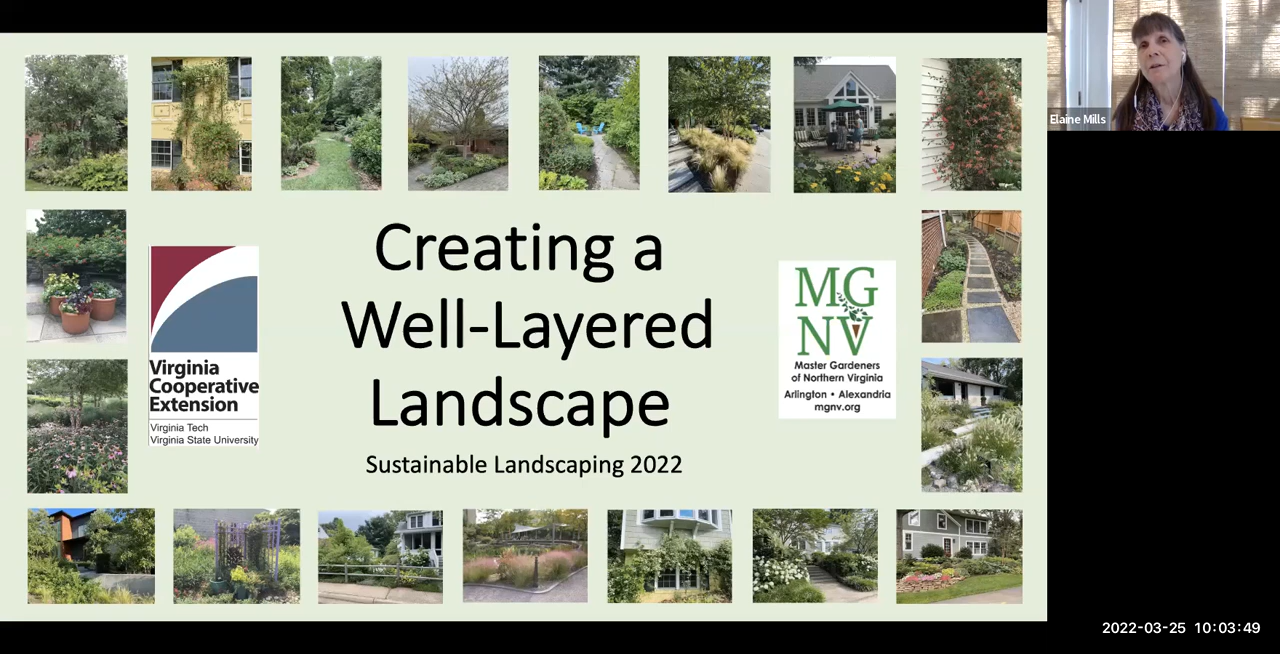 Elaine Mills
Creating a
Well-Layered
Landscape
Sustainable Landscaping 2022
Virginia
Cooperative
Extension
Virginia Tech
Virginia State University
MG
NV
Master Gardeners
of Northern Virginia
Arlington • Alexandria
mgnv.org
2022-03-25 10:03:49